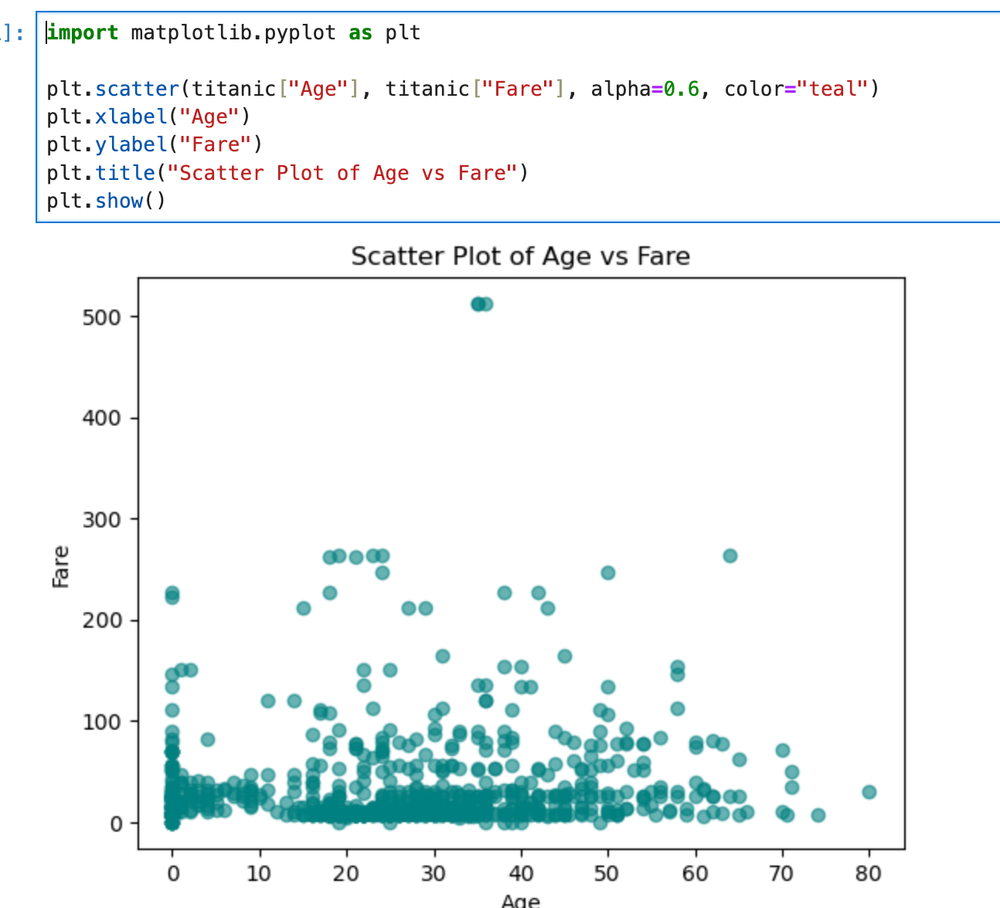 ]:
import matplotlib.pyplot as plt
plt.scatter(titanic["Age"], titanic["Fare"], alpha=0.6, color="teal")
plt.xlabel("Age")
plt.ylabel("Fare")
plt.title("Scatter Plot of Age vs Fare")
plt.show()
Scatter Plot of Age vs Fare
500
400
300
200
100
0
Fare
0 10 20 30 40 50 60 70 80
Age